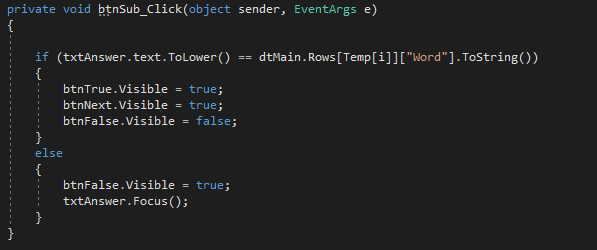 private void btnSub_Click(object sender, EventArgs e)
{
if (txtAnswer.text.ToLower() == dtMain.Rows[Temp[i]]["Word"].ToString())
{
btnTrue.Visible = true;
btnNext.Visible = true;
btnFalse.Visible = false;
}
else
{
btnFalse.Visible = true;
txtAnswer.Focus();
}
}